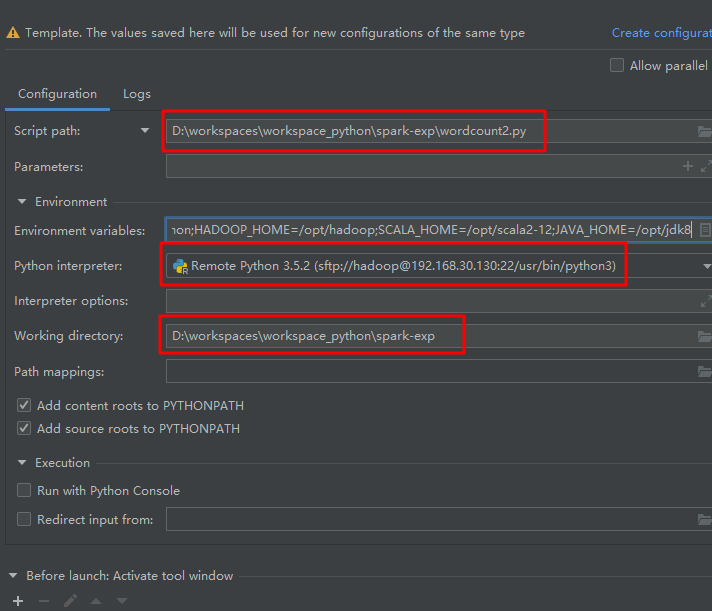 Template. The values saved here will be used for new configurations of the same type Create configurat
Allow parallel
Configuration Logs
Script path: D:\workspaces\workspace_python\spark-exp\wordcount2.py
Parameters:
Environment
Environment variables: ion;HADOOP_HOME=/opt/hadoop;SCALA_HOME=/opt/scala2-12;JAVA_HOME=/opt/jdk8
Python interpreter: Remote Python 3.5.2 (sftp://hadoop@192.168.30.130:22/usr/bin/python3)
Interpreter options:
Working directory: D:\workspaces\workspace_python\spark-exp
Path mappings:
Add content roots to PYTHONPATH
Add source roots to PYTHONPATH
Execution
Run with Python Console
Redirect input from:
Before launch: Activate tool window